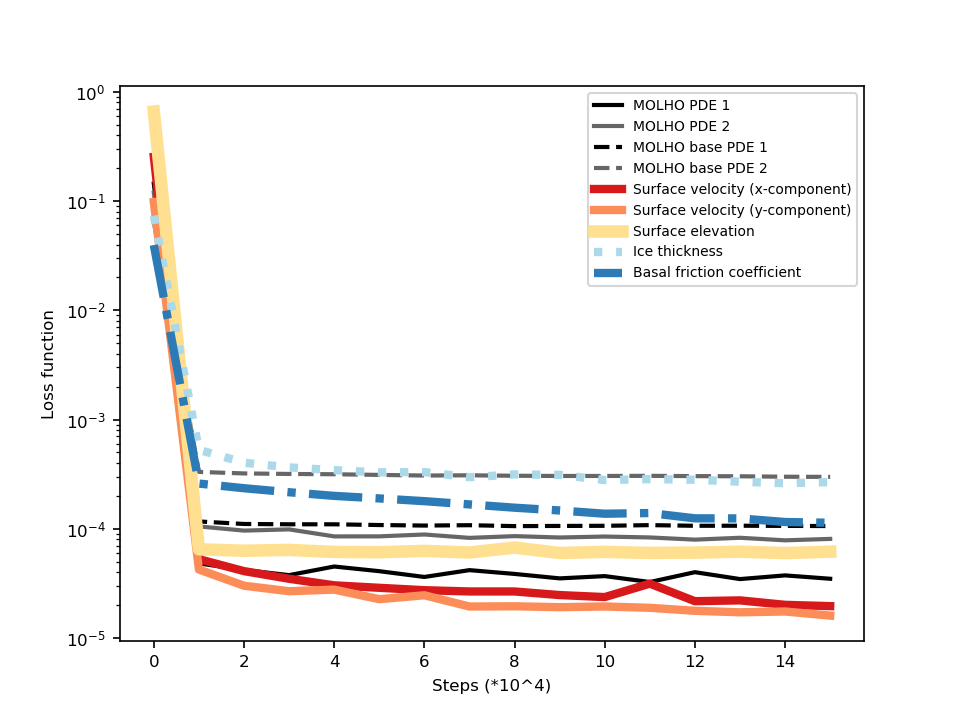 10⁰
10⁻¹
10⁻²
10⁻³
10⁻⁴
10⁻⁵
Loss function
MOLHO PDE 1
MOLHO PDE 2
MOLHO base PDE 1
MOLHO base PDE 2
Surface velocity (x-component)
Surface velocity (y-component)
Surface elevation
Ice thickness
Basal friction coefficient
0 2 4 6 8 10 12 14
Steps (*10^4)